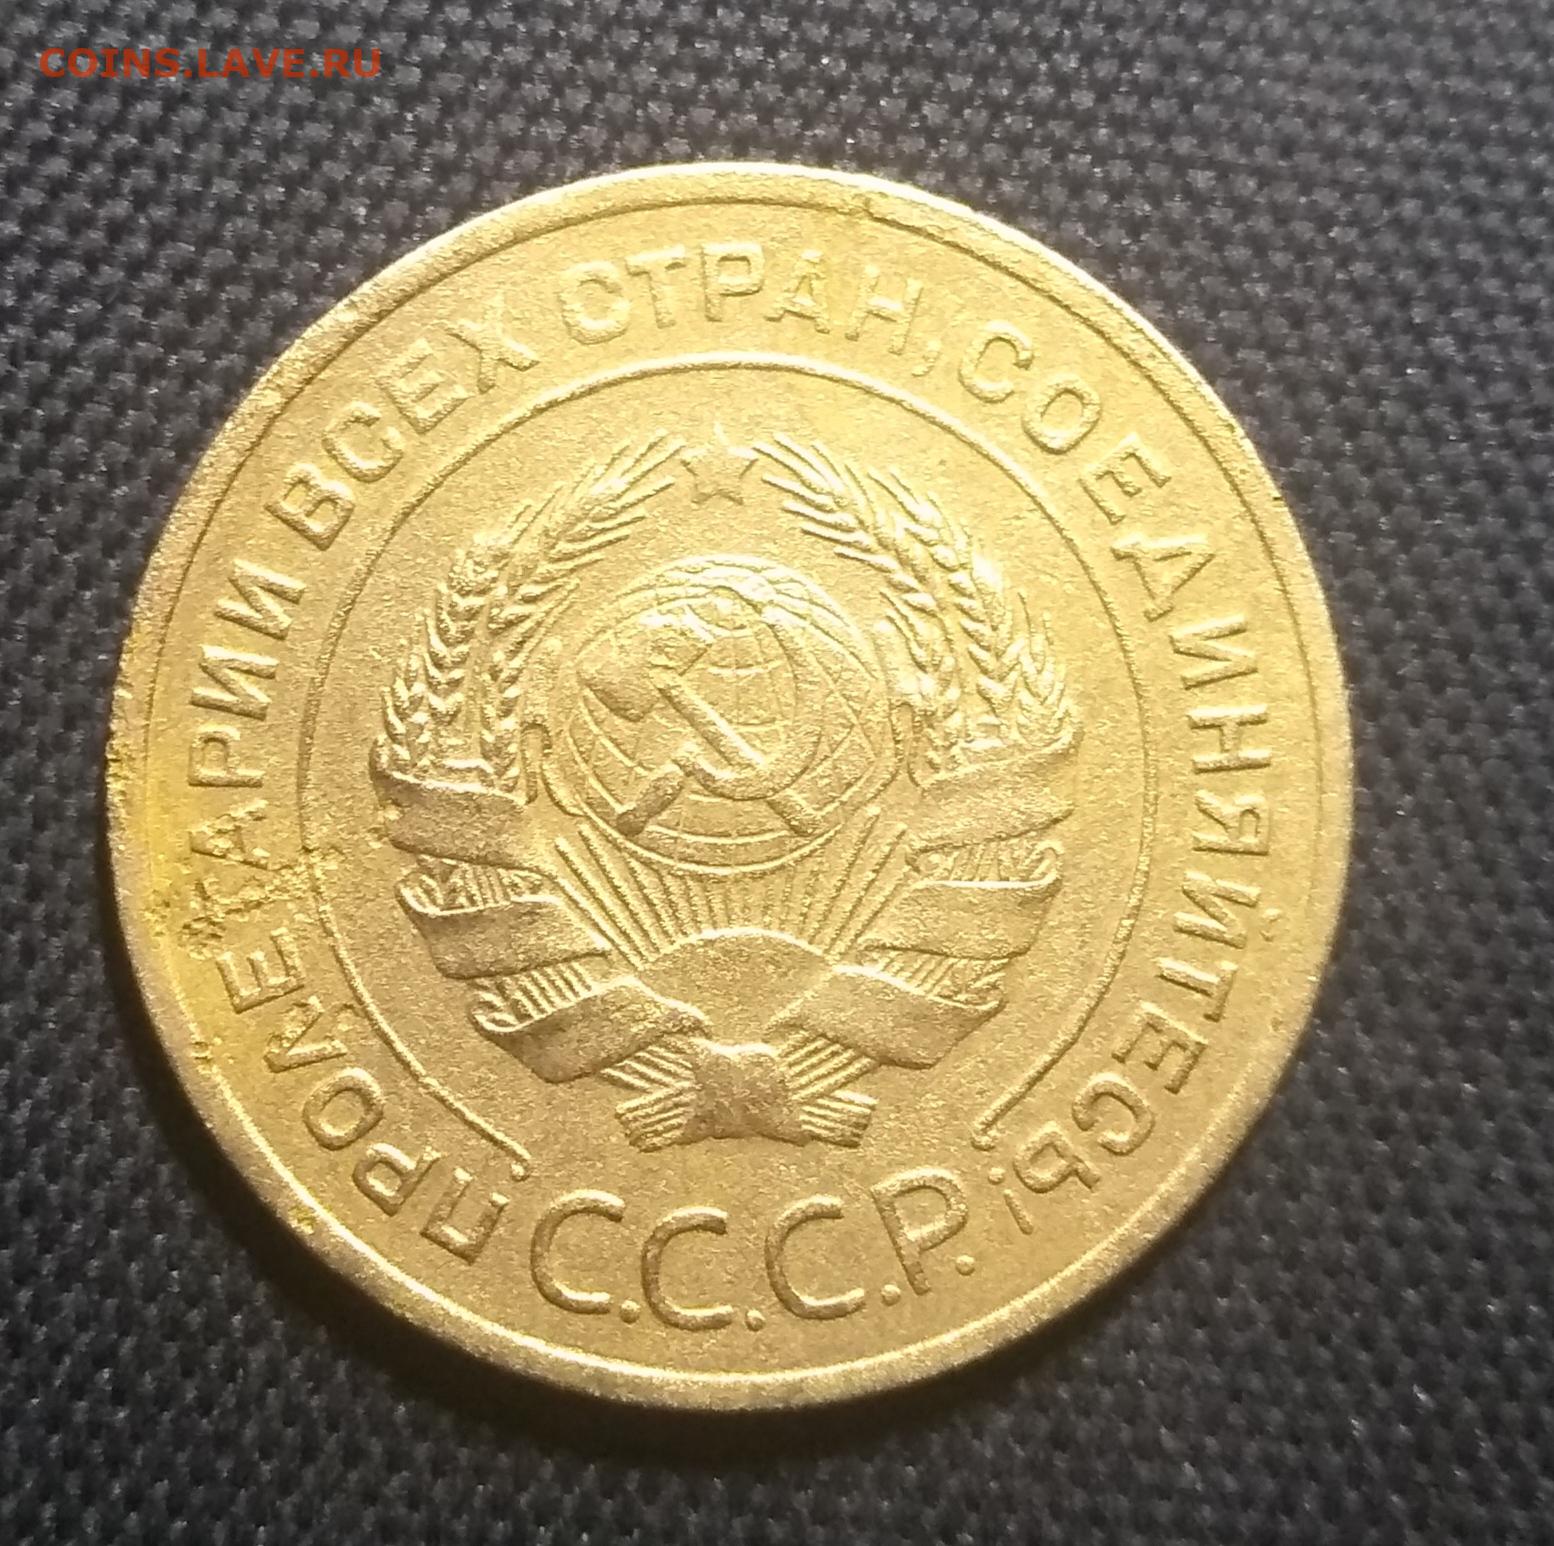 COINS.LAVE.RU
ПРОЛЕТАРИИ ВСЕХ СТРАН, СОЕДИНЯЙТЕСЬ!
С.С.С.Р.